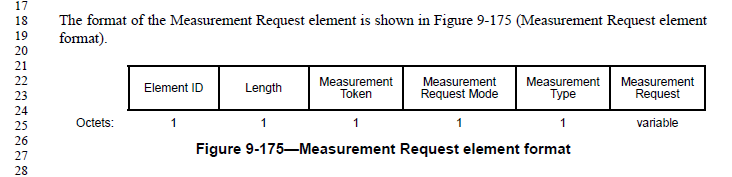 17
18 The format of the Measurement Request element is shown in Figure 9-175 (Measurement Request element
19 format).
20
21
22 Element ID Length Measurement Token Measurement Request Mode Measurement Type Measurement Request
23
24
25 Octets: 1 1 1 1 1 variable
26
27 Figure 9-175—Measurement Request element format
28